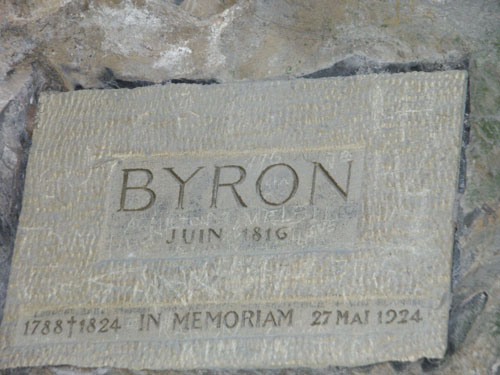 BYRON
JUIN 1816
1788†1824 IN MEMORIAM 27 MAI 1924